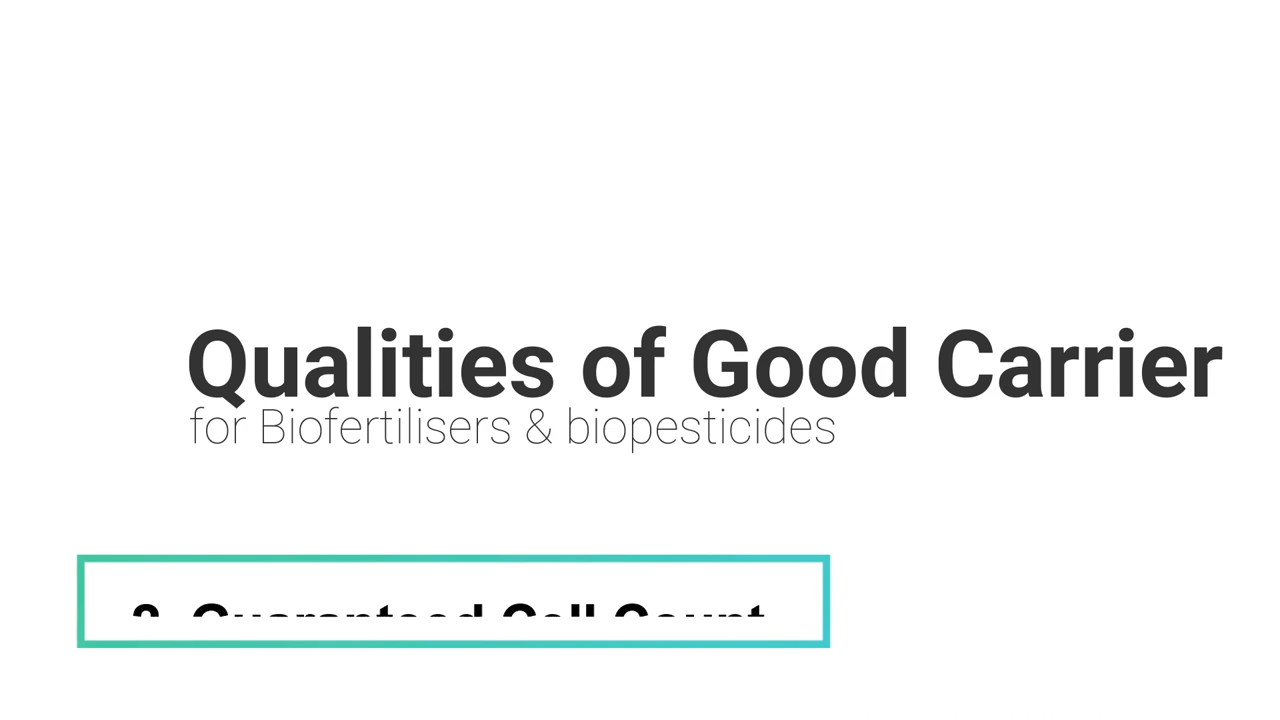 Qualities of Good Carrier
for Biofertilisers & biopesticides
Guaranteed Cell Count